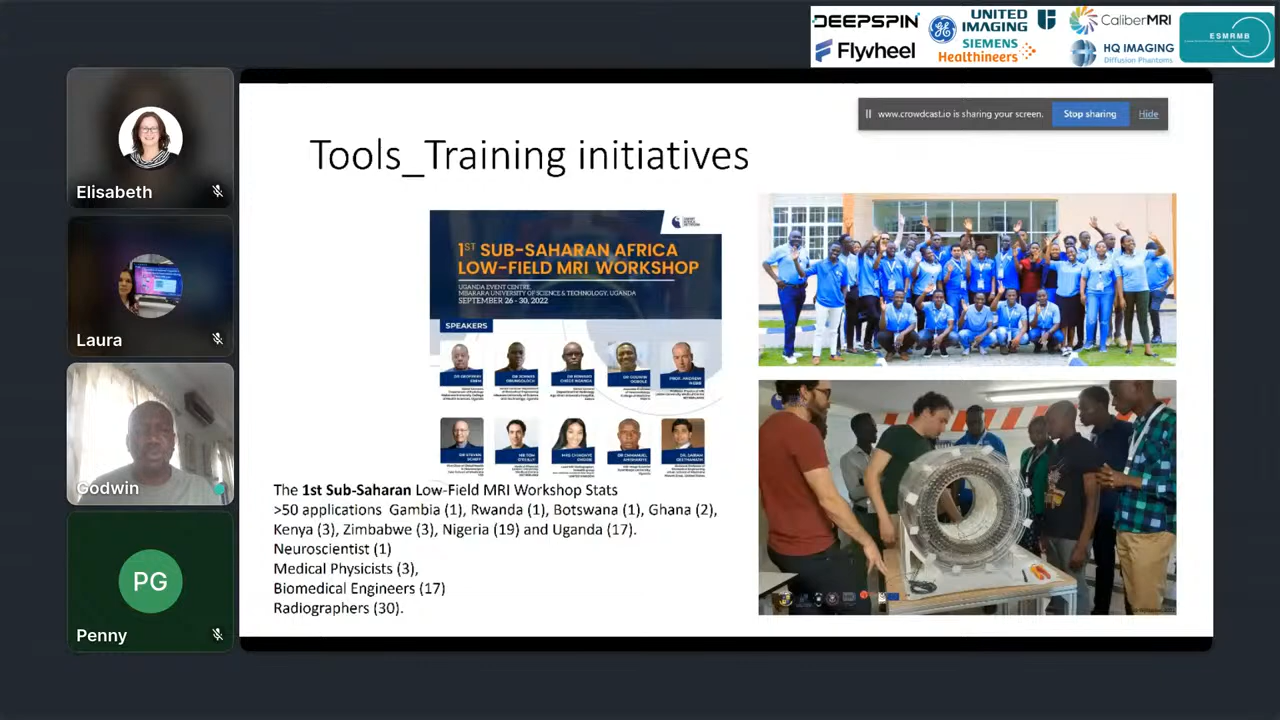 DEEPSPIN
UNITED
IMAGING
CaliberMRI
ESMRMB
Flywheel
SIEMENS
Healthineers
HQ IMAGING
Diffusion Phantoms
www.crowdcast.io is sharing your screen.
Stop sharing
Hide
Tools_Training initiatives
Elisabeth
Laura
Godwin
PG
Penny
1ST SUB-SAHARAN AFRICA
LOW-FIELD MRI WORKSHOP
UGANDA EVENT CENTRE,
MBARARA UNIVERSITY OF SCIENCE & TECHNOLOGY, UGANDA
SEPTEMBER 26 - 30, 2022
SPEAKERS
The 1st Sub-Saharan Low-Field MRI Workshop Stats
>50 applications Gambia (1), Rwanda (1), Botswana (1), Ghana (2),
Kenya (3), Zimbabwe (3), Nigeria (19) and Uganda (17).
Neuroscientist (1)
Medical Physicists (3),
Biomedical Engineers (17)
Radiographers (30).